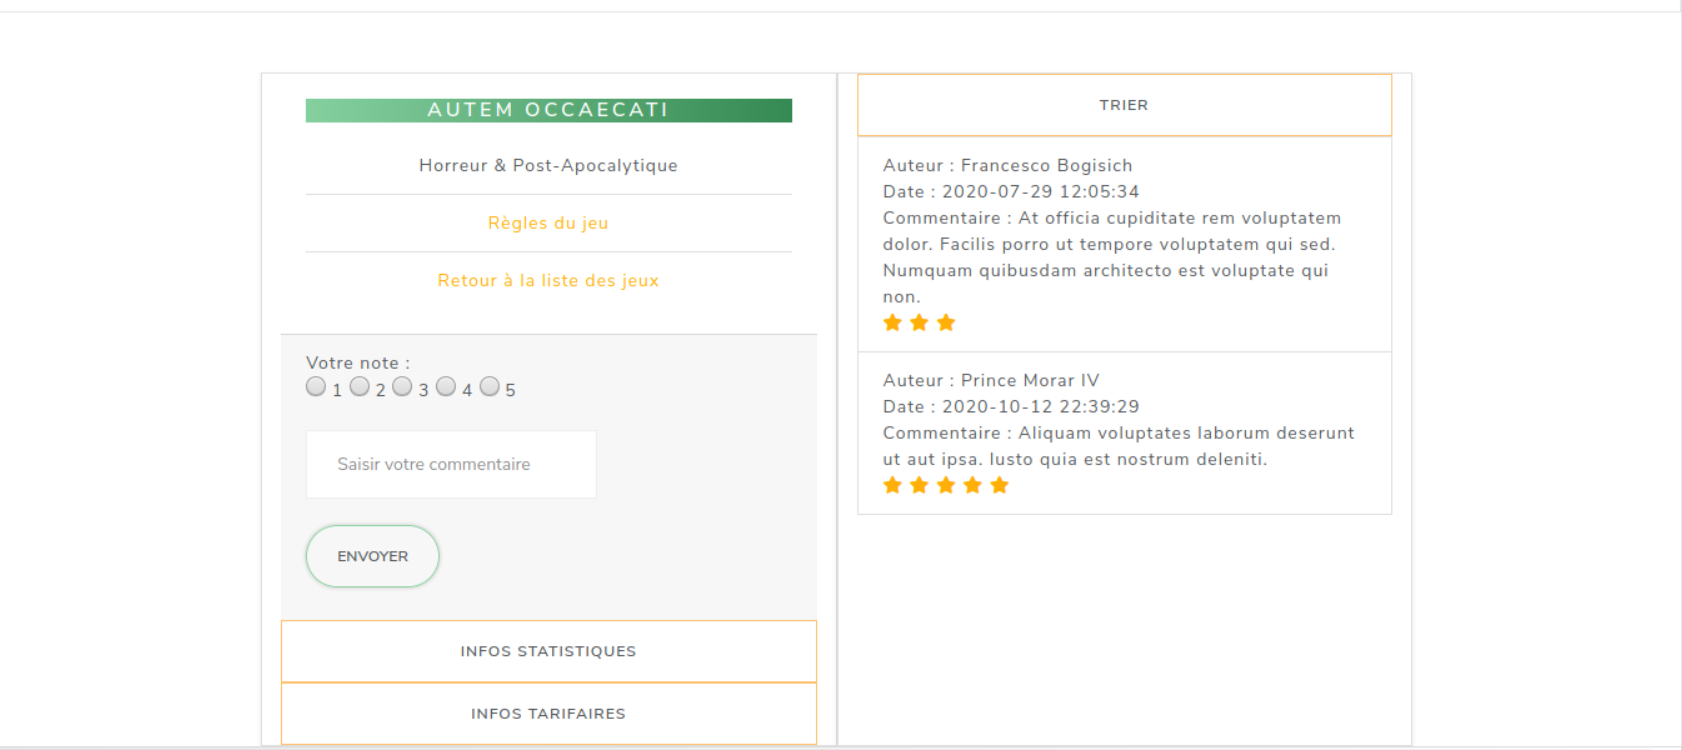 AUTEM OCCAECATI
Horreur & Post-Apocalytique
Règles du jeu
Retour à la liste des jeux
Votre note :
1 2 3 4 5
Saisir votre commentaire
ENVOYER
INFOS STATISTIQUES
INFOS TARIFAIRES
TRIER
Auteur : Francesco Bogisich
Date : 2020-07-29 12:05:34
Commentaire : At officia cupiditate rem voluptatem
dolor. Facilis porro ut tempore voluptatem qui sed.
Numquam quibusdam architecto est voluptate qui
non.
Auteur : Prince Morar IV
Date : 2020-10-12 22:39:29
Commentaire : Aliquam voluptates laborum deserunt
ut aut ipsa. Iusto quia est nostrum deleniti.